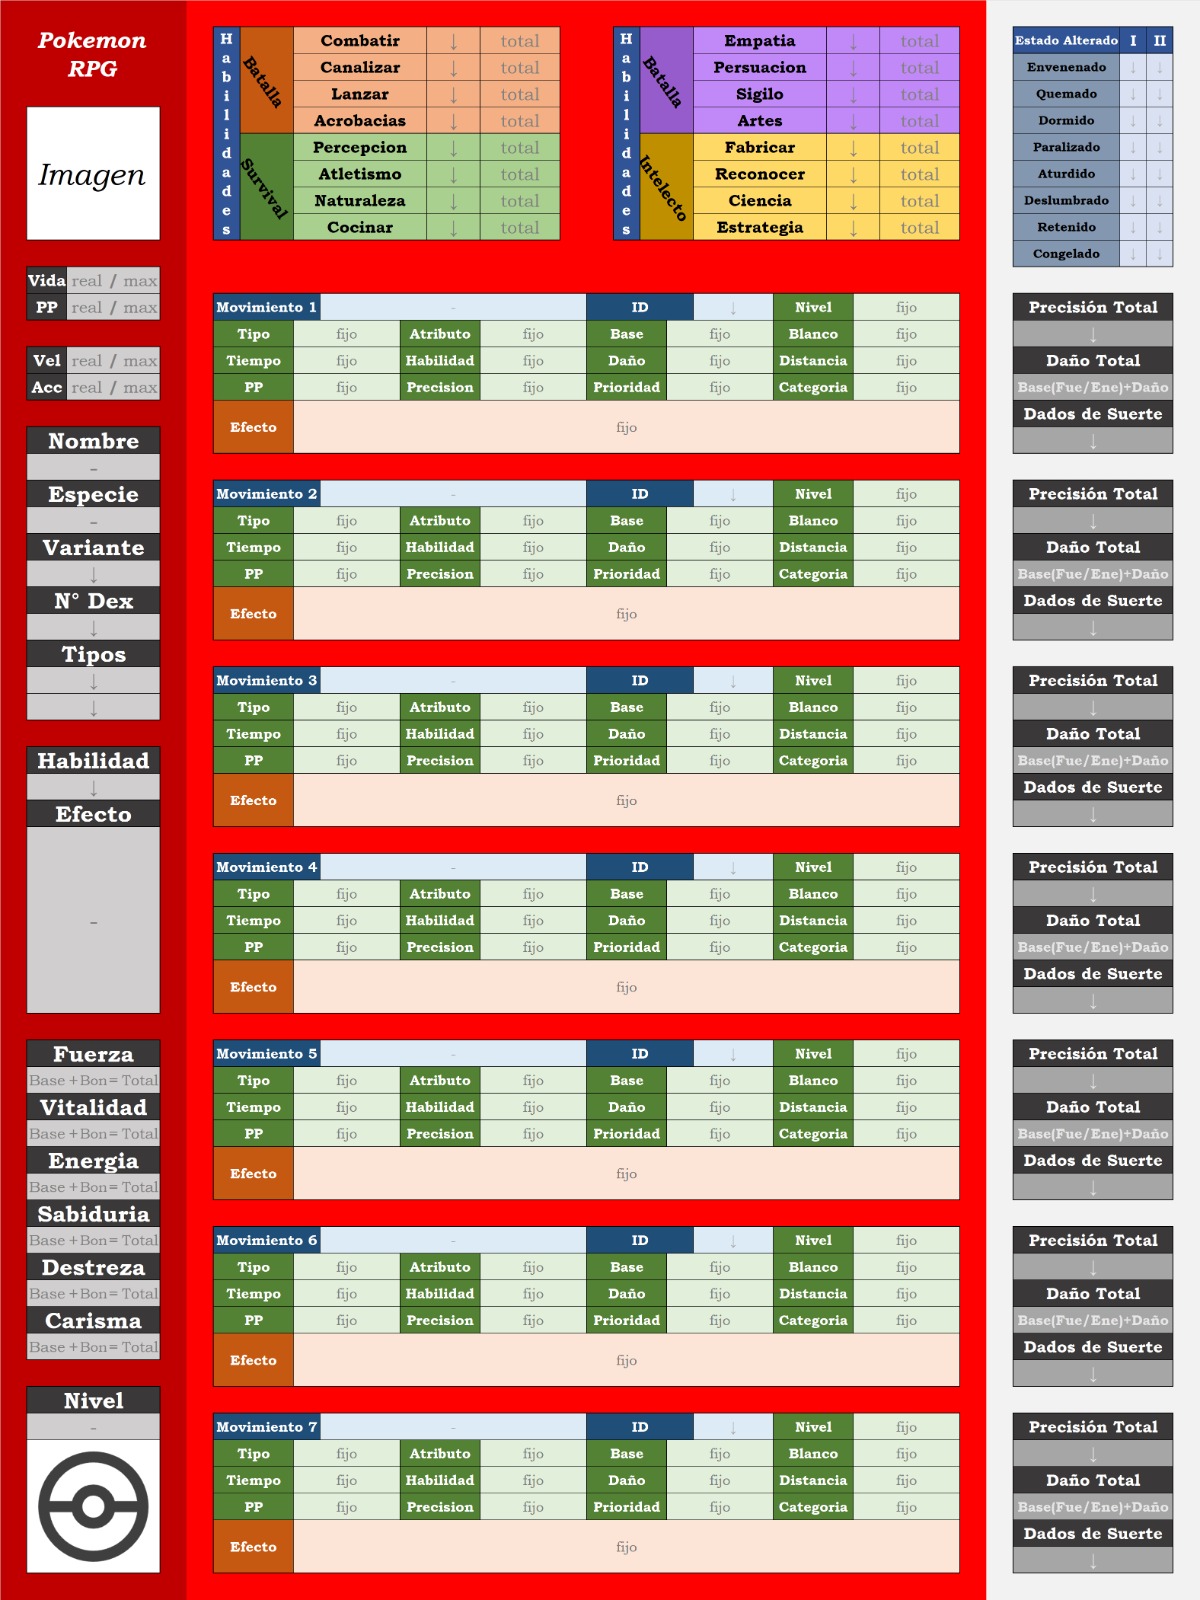 Pokemon
RPG
Imagen
Vida real / max
PP real / max
Vel real / max
Acc real / max
Nombre
-
Especie
-
Variante
↓
N° Dex
↓
Tipos
↓
↓
Habilidad
↓
Efecto
-
Fuerza
Base +Bon= Total
Vitalidad
Base +Bon= Total
Energia
Base +Bon= Total
Sabiduria
Base +Bon= Total
Destreza
Base +Bon= Total
Carisma
Base +Bon= Total
Nivel
-
Habilidades
Batalla
Combatir ↓ total
Canalizar ↓ total
Lanzar ↓ total
Acrobacias ↓ total
Survival
Percepcion ↓ total
Atletismo ↓ total
Naturaleza ↓ total
Cocinar ↓ total
Habilidades
Batalla
Empatia ↓ total
Persuacion ↓ total
Sigilo ↓ total
Artes ↓ total
Intelecto
Fabricar ↓ total
Reconocer ↓ total
Ciencia ↓ total
Estrategia ↓ total
Estado Alterado I II
Envenenado ↓ ↓
Quemado ↓ ↓
Dormido ↓ ↓
Paralizado ↓ ↓
Aturdido ↓ ↓
Deslumbrado ↓ ↓
Retenido ↓ ↓
Congelado ↓ ↓
Movimiento 1 - ID ↓ Nivel fijo
Tipo fijo Atributo fijo Base fijo Blanco fijo
Tiempo fijo Habilidad fijo Daño fijo Distancia fijo
PP fijo Precision fijo Prioridad fijo Categoria fijo
Efecto fijo
Precisión Total
↓
Daño Total
Base(Fue/Ene)+Daño
Dados de Suerte
↓
Movimiento 2 - ID ↓ Nivel fijo
Tipo fijo Atributo fijo Base fijo Blanco fijo
Tiempo fijo Habilidad fijo Daño fijo Distancia fijo
PP fijo Precision fijo Prioridad fijo Categoria fijo
Efecto fijo
Precisión Total
↓
Daño Total
Base(Fue/Ene)+Daño
Dados de Suerte
↓
Movimiento 3 - ID ↓ Nivel fijo
Tipo fijo Atributo fijo Base fijo Blanco fijo
Tiempo fijo Habilidad fijo Daño fijo Distancia fijo
PP fijo Precision fijo Prioridad fijo Categoria fijo
Efecto fijo
Precisión Total
↓
Daño Total
Base(Fue/Ene)+Daño
Dados de Suerte
↓
Movimiento 4 - ID ↓ Nivel fijo
Tipo fijo Atributo fijo Base fijo Blanco fijo
Tiempo fijo Habilidad fijo Daño fijo Distancia fijo
PP fijo Precision fijo Prioridad fijo Categoria fijo
Efecto fijo
Precisión Total
↓
Daño Total
Base(Fue/Ene)+Daño
Dados de Suerte
↓
Movimiento 5 - ID ↓ Nivel fijo
Tipo fijo Atributo fijo Base fijo Blanco fijo
Tiempo fijo Habilidad fijo Daño fijo Distancia fijo
PP fijo Precision fijo Prioridad fijo Categoria fijo
Efecto fijo
Precisión Total
↓
Daño Total
Base(Fue/Ene)+Daño
Dados de Suerte
↓
Movimiento 6 - ID ↓ Nivel fijo
Tipo fijo Atributo fijo Base fijo Blanco fijo
Tiempo fijo Habilidad fijo Daño fijo Distancia fijo
PP fijo Precision fijo Prioridad fijo Categoria fijo
Efecto fijo
Precisión Total
↓
Daño Total
Base(Fue/Ene)+Daño
Dados de Suerte
↓
Movimiento 7 - ID ↓ Nivel fijo
Tipo fijo Atributo fijo Base fijo Blanco fijo
Tiempo fijo Habilidad fijo Daño fijo Distancia fijo
PP fijo Precision fijo Prioridad fijo Categoria fijo
Efecto fijo
Precisión Total
↓
Daño Total
Base(Fue/Ene)+Daño
Dados de Suerte
↓